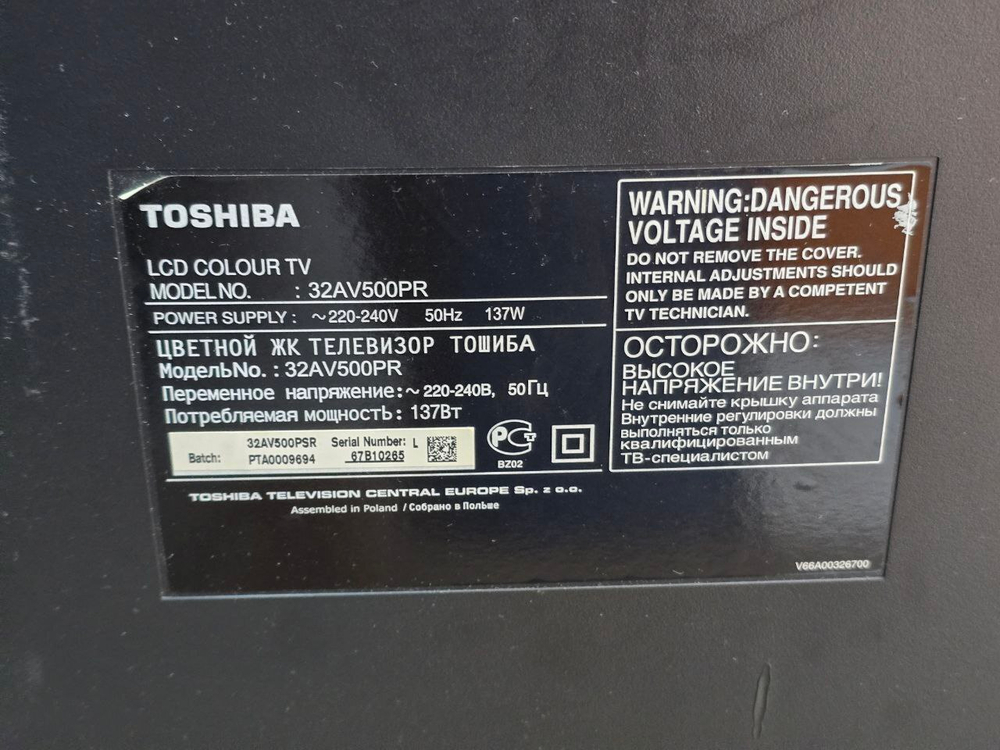 TOSHIBA
LCD COLOUR TV
MODEL NO. : 32AV500PR
POWER SUPPLY : ~220-240V 50Hz 137W
ЦВЕТНОЙ ЖК ТЕЛЕВИЗОР ТОШИБА
МодельNo. : 32AV500PR
Переменное напряжение:~ 220-240В, 50Гц
Потребляемая мощность: 137Вт
32AV500PSR Serial Number: L
Batch: PTA0009694 67B10265
PCT
BZ02
TOSHIBA TELEVISION CENTRAL EUROPE Sp. z o.o.
Assembled in Poland / Собрано в Польше
WARNING:DANGEROUS
VOLTAGE INSIDE
DO NOT REMOVE THE COVER.
INTERNAL ADJUSTMENTS SHOULD
ONLY BE MADE BY A COMPETENT
TV TECHNICIAN.
ОСТОРОЖНО:
ВЫСОКОЕ
НАПРЯЖЕНИЕ ВНУТРИ!
Не снимайте крышку аппарата
Внутренние регулировки должны
выполняться только
квалифицированным
ТВ-специалистом
V66A00326700